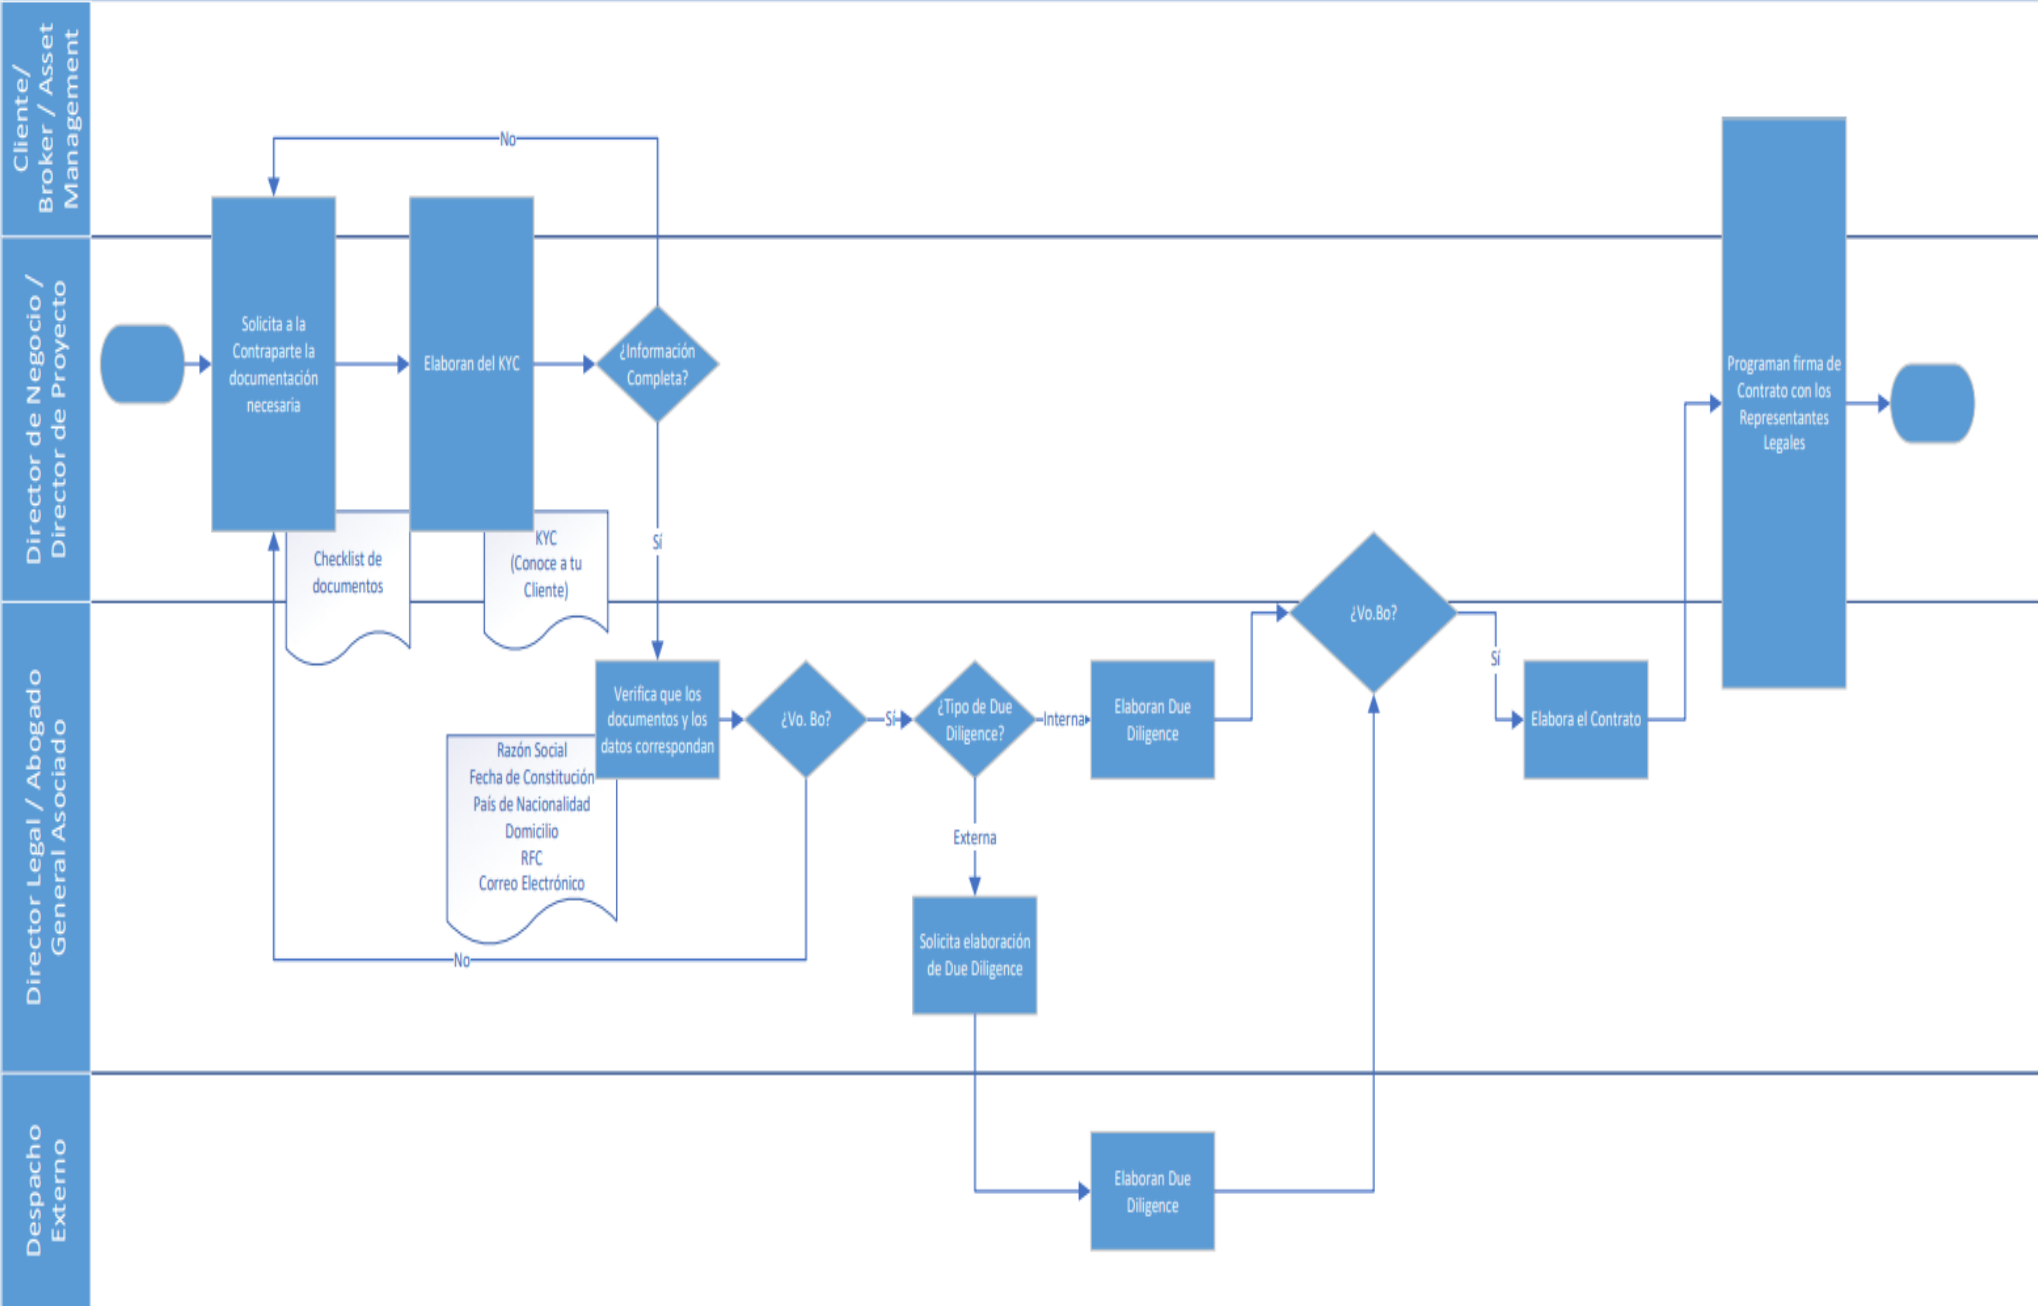 Cliente/
Broker / Asset
Management
No
Director de Negocio /
Director de Proyecto
Solicita a la
Contraparte la
documentación
necesaria
Elaboran del KYC
¿Información
Completa?
Programan firma de
Contrato con los
Representantes
Legales
Checklist de
documentos
KYC
(Conoce a tu
Cliente)
Sí
Director Legal / Abogado
General Asociado
Verifica que los
documentos y los
datos correspondan
Razón Social
Fecha de Constitución
País de Nacionalidad
Domicilio
RFC
Correo Electrónico
¿Vo. Bo?
No
Sí
¿Tipo de Due
Diligence?
Interna
Elaboran Due
Diligence
¿Vo.Bo?
Sí
Elabora el Contrato
Externa
Solicita elaboración
de Due Diligence
Despacho
Externo
Elaboran Due
Diligence